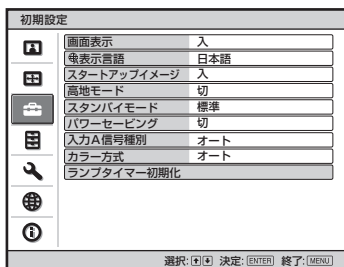 初期設定
画面表示 入
表示言語 日本語
スタートアップイメージ 入
高地モード 切
スタンバイモード 標準
パワーセービング 切
入力A信号種別 オート
カラー方式 オート
ランプタイマー初期化
選択: 決定: ENTER 終了: MENU